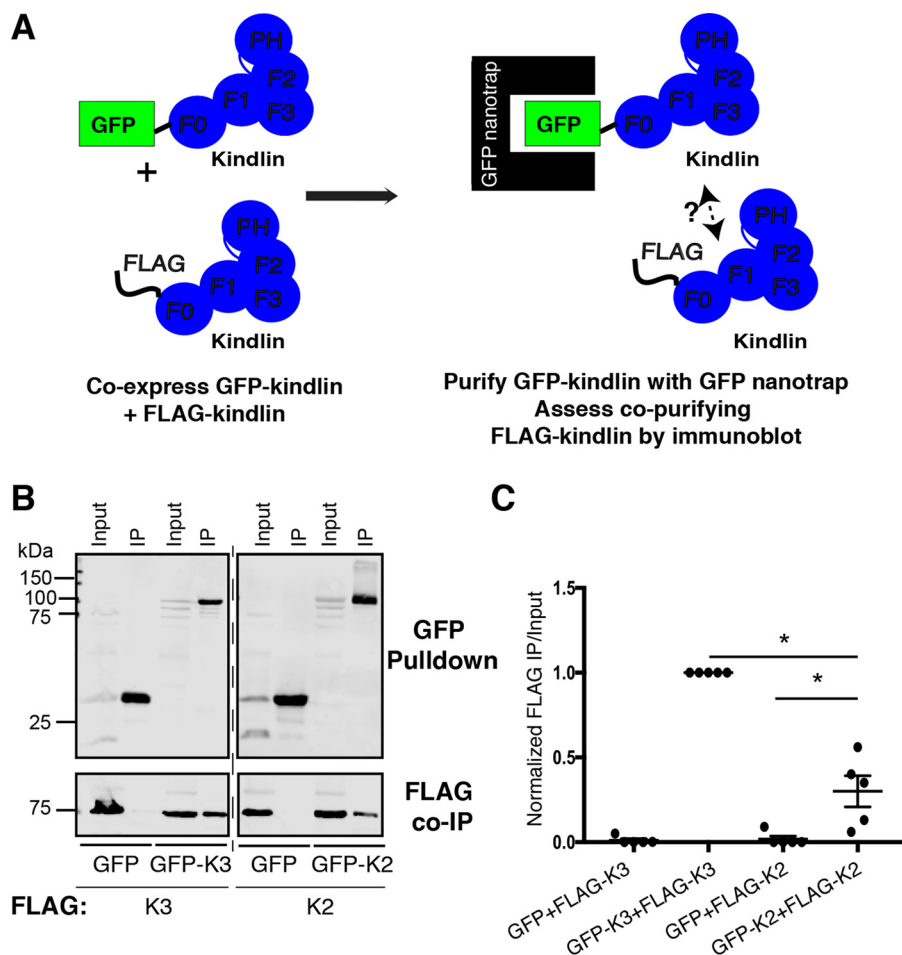 A
PH
F2
F1
F3
F0
GFP
Kindlin
+
FLAG
PH
F2
F1
F3
F0
Kindlin
Co-express GFP-kindlin
+ FLAG-kindlin
GFP nanotrap
GFP
PH
F2
F1
F3
F0
Kindlin
?
FLAG
PH
F2
F1
F3
F0
Kindlin
Purify GFP-kindlin with GFP nanotrap
Assess co-purifying
FLAG-kindlin by immunoblot
B
Input IP Input IP Input IP Input IP
kDa
150
100
75
25
GFP
Pulldown
75
FLAG
co-IP
GFP GFP-K3 GFP GFP-K2
FLAG: K3 K2
C
Normalized FLAG IP/Input
1.5
1.0
0.5
0.0
*
*
GFP+FLAG-K3
GFP-K3+FLAG-K3
GFP+FLAG-K2
GFP-K2+FLAG-K2